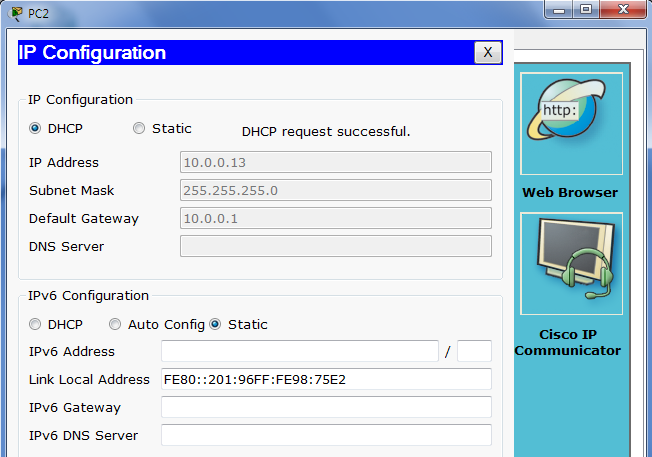 PC2
IP Configuration X
IP Configuration
DHCP Static DHCP request successful.
IP Address 10.0.0.13
Subnet Mask 255.255.255.0
Default Gateway 10.0.0.1
DNS Server
IPv6 Configuration
DHCP Auto Config Static
IPv6 Address /
Link Local Address FE80::201:96FF:FE98:75E2
IPv6 Gateway
IPv6 DNS Server
http:
Web Browser
Cisco IP
Communicator